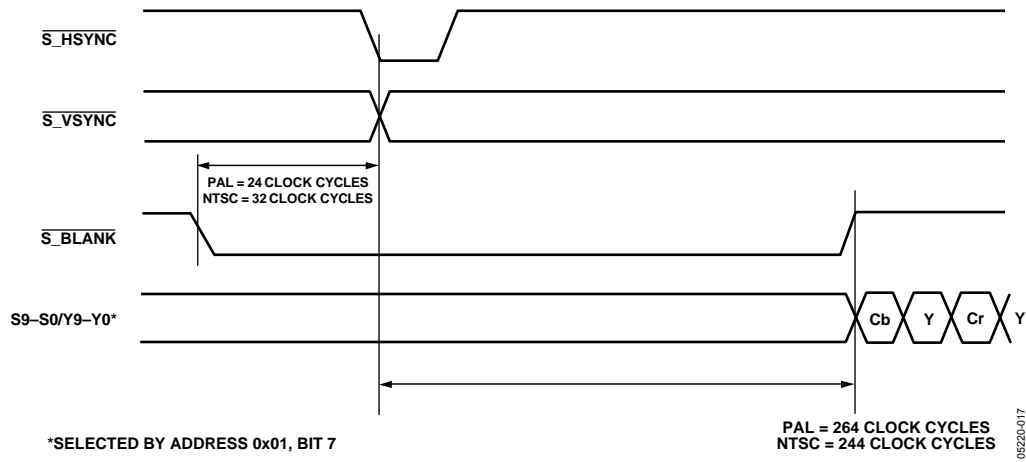 S_HSYNC
S_VSYNC
PAL = 24 CLOCK CYCLES
NTSC = 32 CLOCK CYCLES
S_BLANK
S9–S0/Y9–Y0*
Cb
Y
Cr
Y
PAL = 264 CLOCK CYCLES
NTSC = 244 CLOCK CYCLES
*SELECTED BY ADDRESS 0x01, BIT 7
05220-017